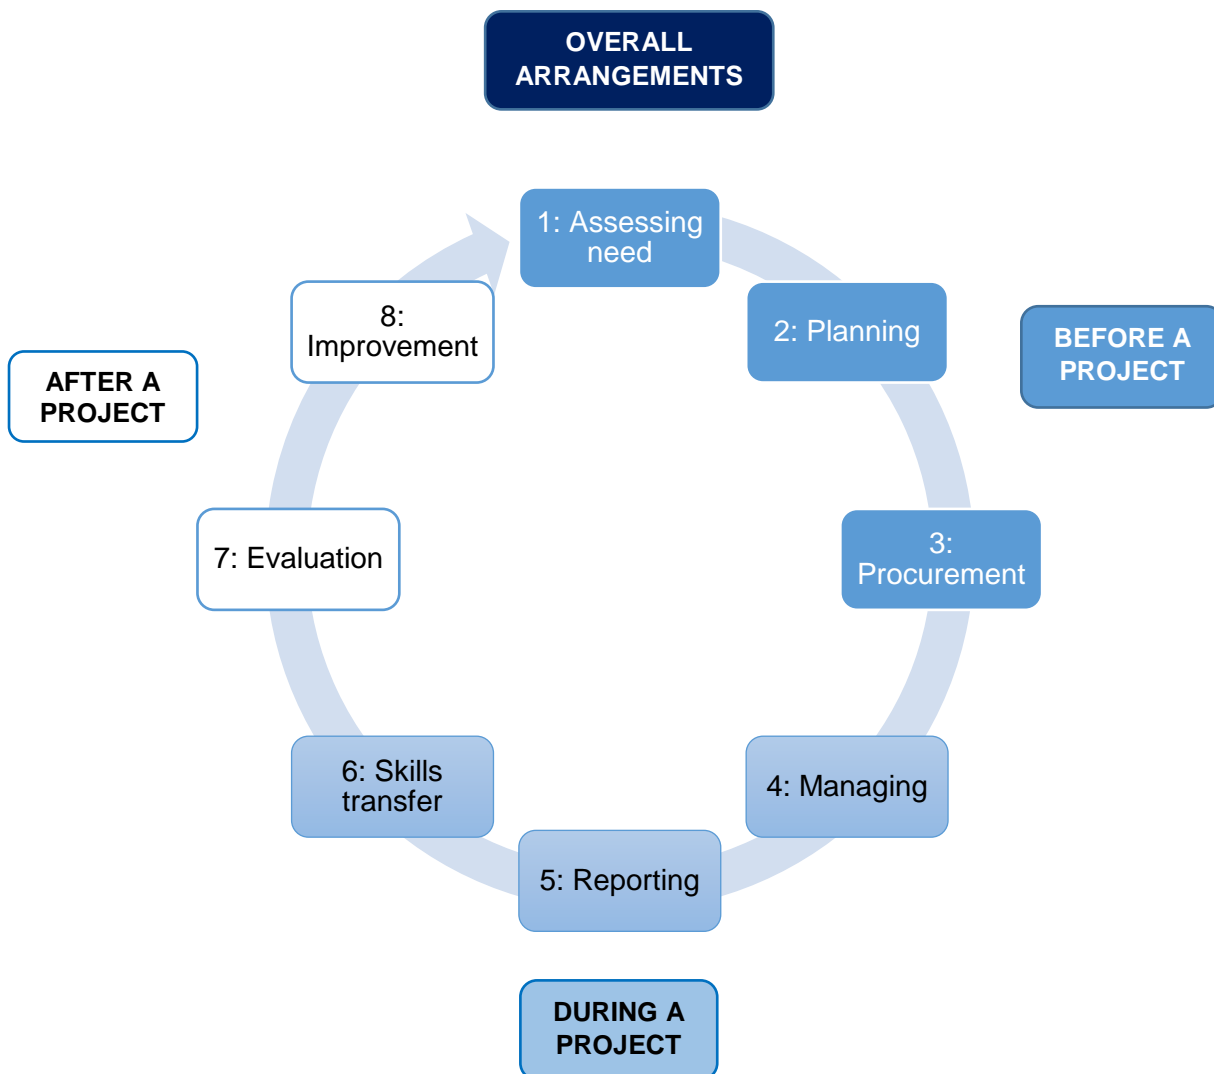 OVERALL
ARRANGEMENTS
1: Assessing
need
2: Planning
BEFORE A
PROJECT
3:
Procurement
4: Managing
5: Reporting
DURING A
PROJECT
6: Skills
transfer
7: Evaluation
8:
Improvement
AFTER A
PROJECT